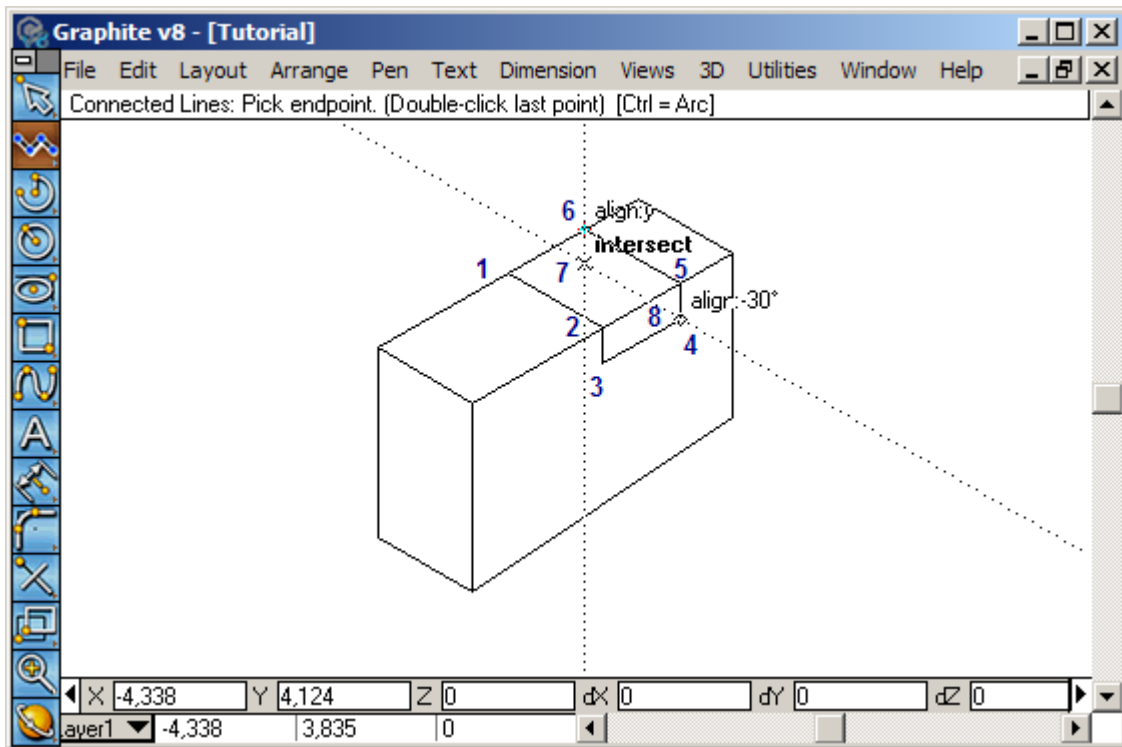 Graphite v8 - [Tutorial]
File Edit Layout Arrange Pen Text Dimension Views 3D Utilities Window Help
Connected Lines: Pick endpoint. (Double-click last point) [Ctrl = Arc]
6 align:y
intersect
1 7 5
align:-30°
2 8 4
3
X -4,338 Y 4,124 Z 0 dX 0 dY 0 dZ 0
ayer1 -4,338 3,835 0